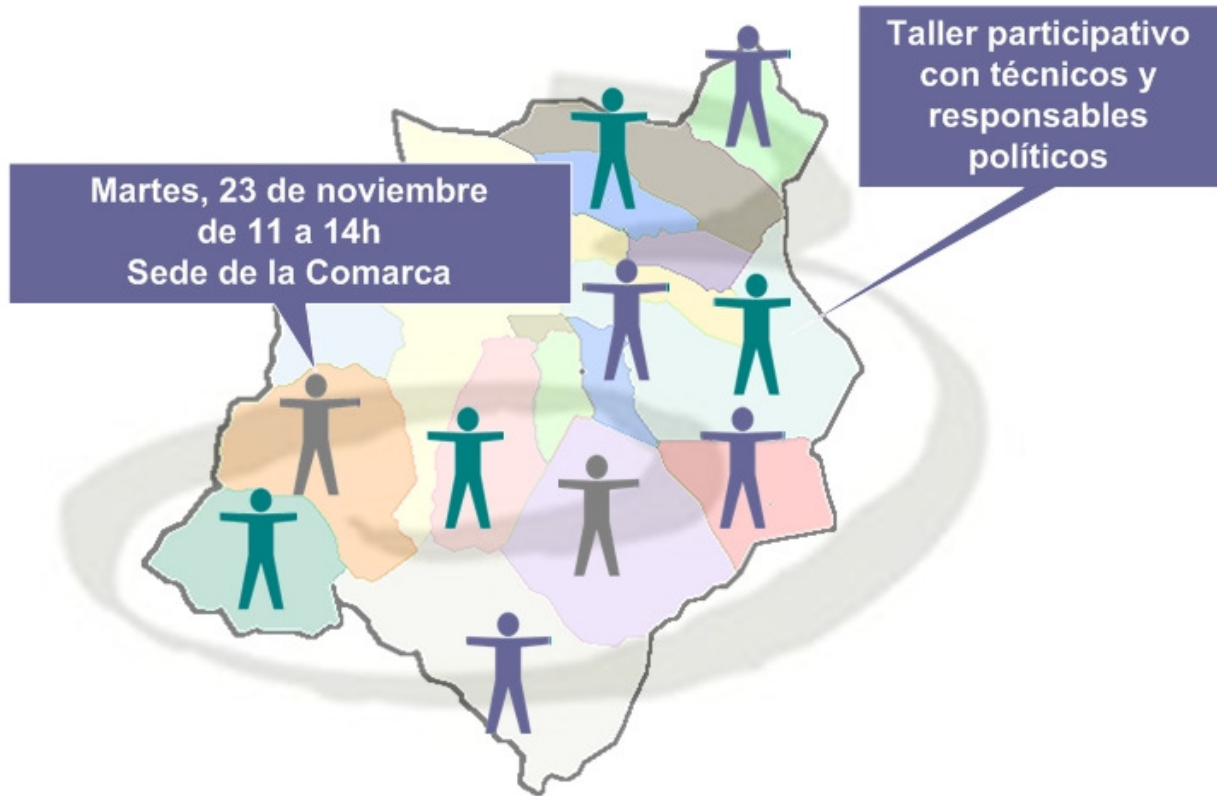 Taller participativo
con técnicos y
responsables
políticos
Martes, 23 de noviembre
de 11 a 14h
Sede de la Comarca